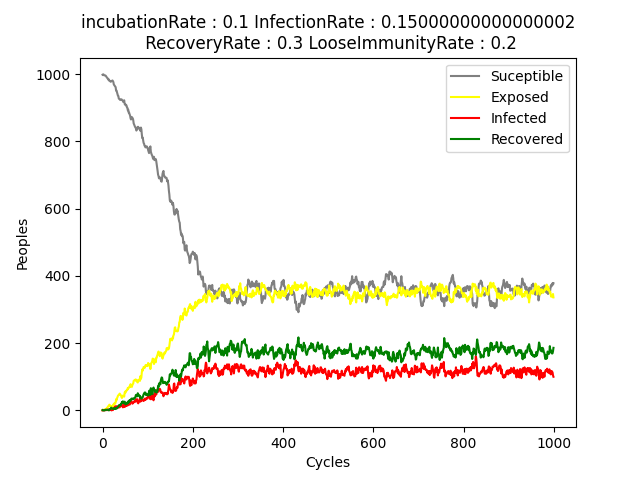 incubationRate : 0.1 InfectionRate : 0.15000000000000002
RecoveryRate : 0.3 LooseImmunityRate : 0.2
Suceptible
Exposed
Infected
Recovered
Peoples
1000
800
600
400
200
0
0 200 400 600 800 1000
Cycles